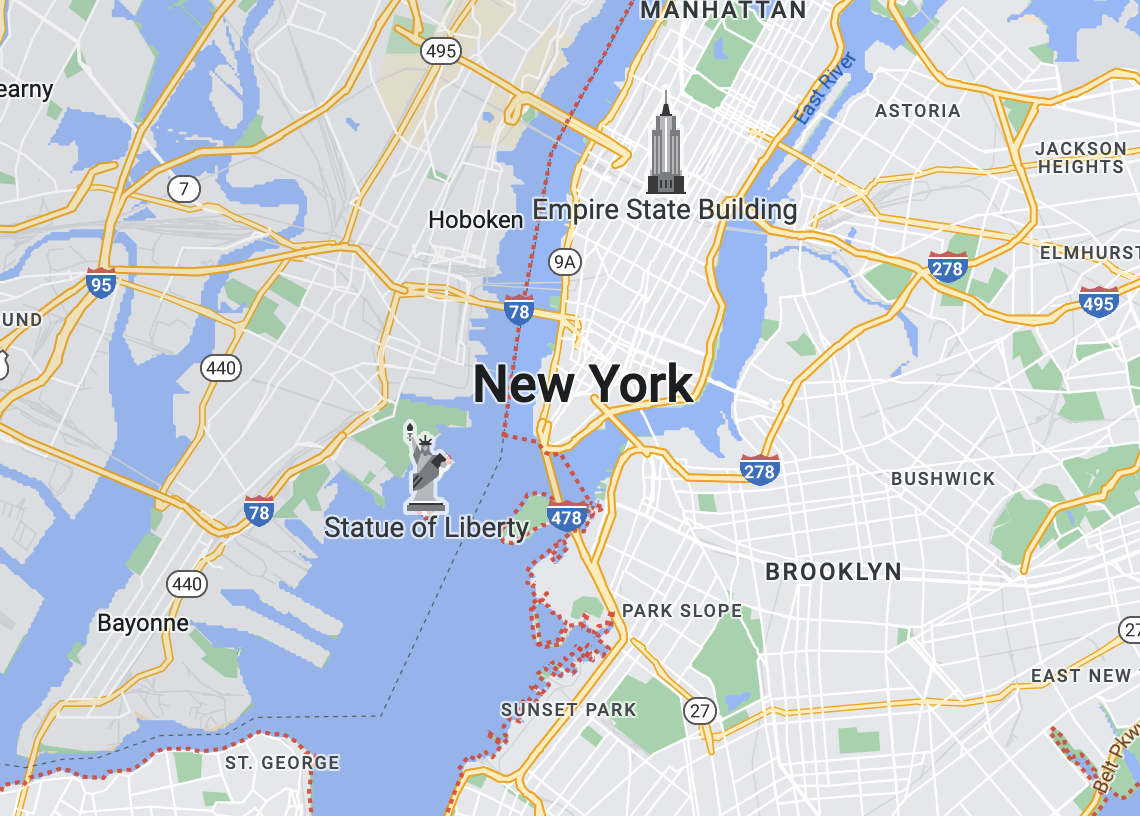 MANHATTAN
495
East River
earny
ASTORIA
JACKSON
HEIGHTS
7
Hoboken
Empire State Building
9A
ELMHURST
278
95
495
78
UND
440
New York
278
BUSHWICK
78
478
Statue of Liberty
BROOKLYN
440
PARK SLOPE
Bayonne
27
EAST NEW
SUNSET PARK
27
ST. GEORGE
Belt Pkwy